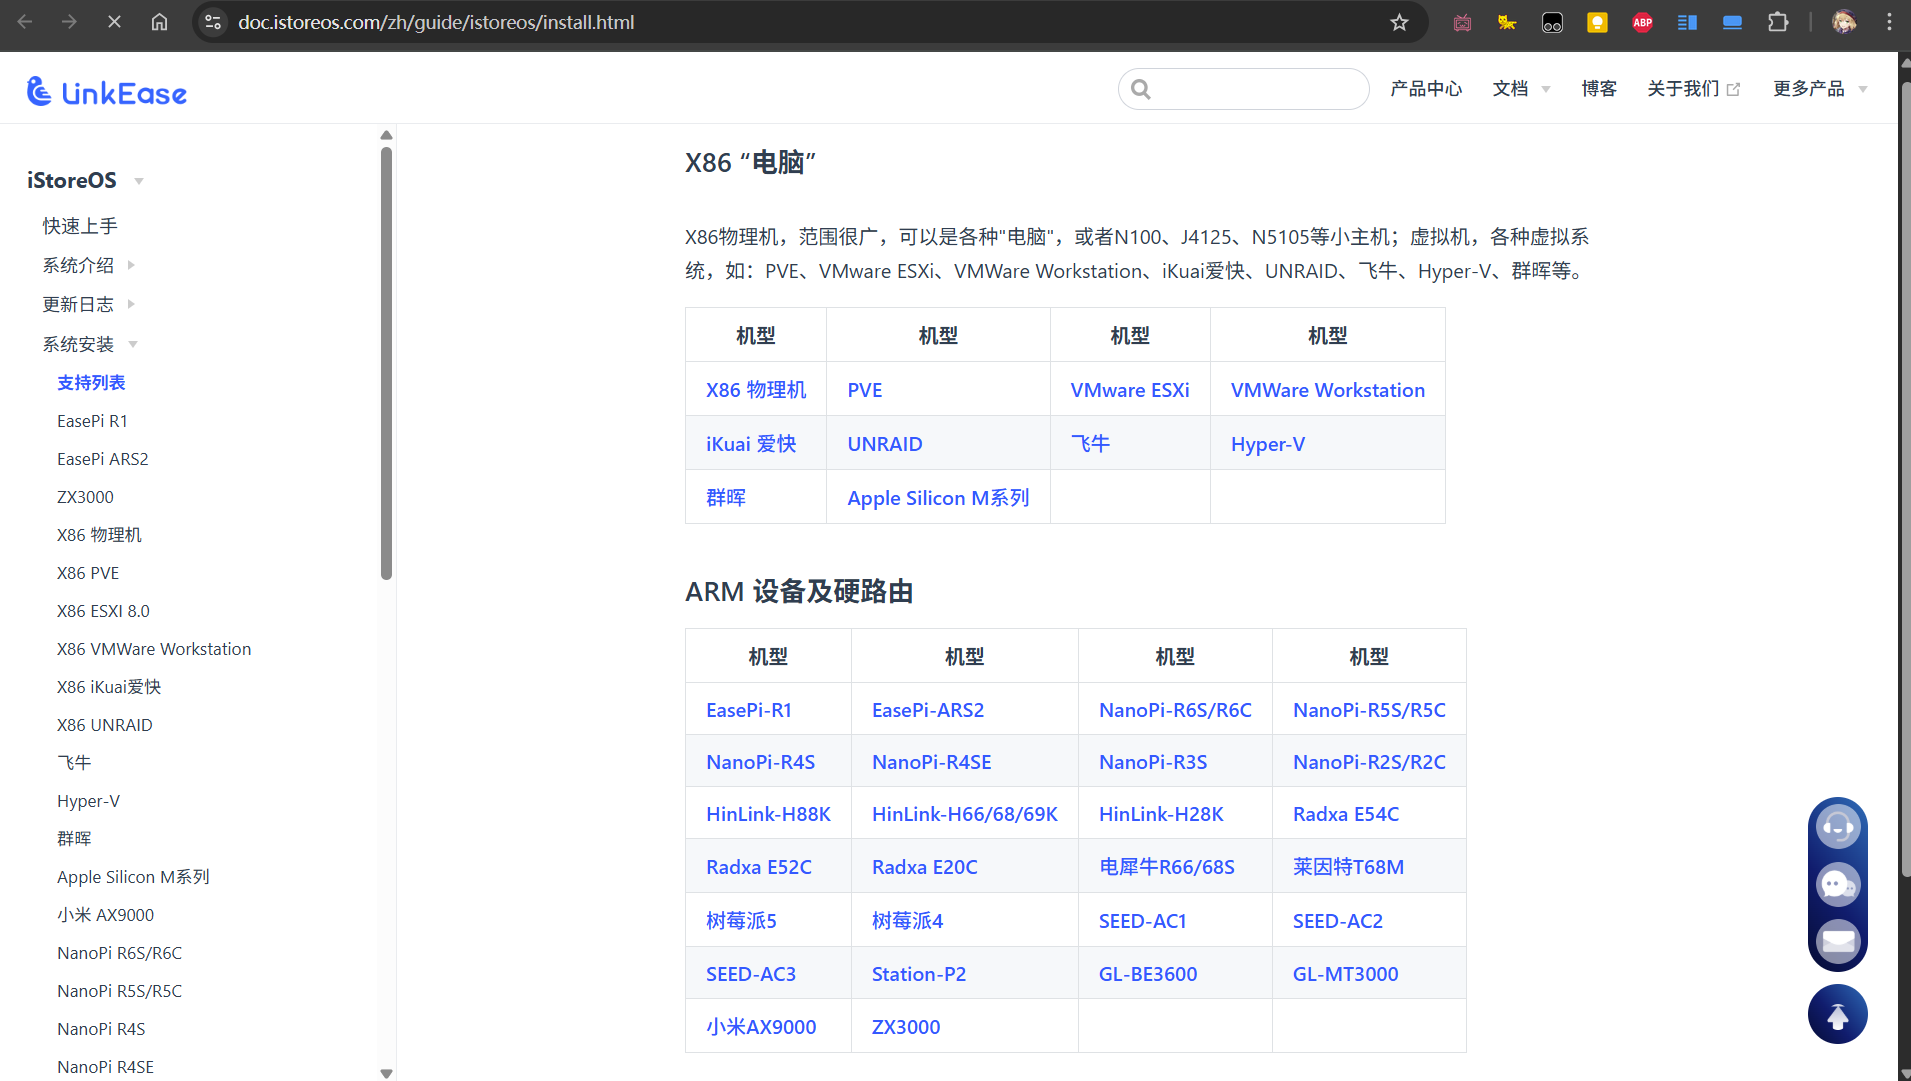 doc.istoreos.com/zh/guide/istoreos/install.html
ABP
LinkEase
产品中心
文档
博客
关于我们
更多产品
iStoreOS
快速上手
系统介绍
更新日志
系统安装
支持列表
EasePi R1
EasePi ARS2
ZX3000
X86 物理机
X86 PVE
X86 ESXI 8.0
X86 VMWare Workstation
X86 iKuai爱快
X86 UNRAID
飞牛
Hyper-V
群晖
Apple Silicon M系列
小米 AX9000
NanoPi R6S/R6C
NanoPi R5S/R5C
NanoPi R4S
NanoPi R4SE
X86 “电脑”
X86物理机，范围很广，可以是各种"电脑"，或者N100、J4125、N5105等小主机；虚拟机，各种虚拟系
统，如：PVE、VMware ESXi、VMWare Workstation、iKuai爱快、UNRAID、飞牛、Hyper-V、群晖等。
机型 机型 机型 机型
X86 物理机 PVE VMware ESXi VMWare Workstation
iKuai 爱快 UNRAID 飞牛 Hyper-V
群晖 Apple Silicon M系列
ARM 设备及硬路由
机型 机型 机型 机型
EasePi-R1 EasePi-ARS2 NanoPi-R6S/R6C NanoPi-R5S/R5C
NanoPi-R4S NanoPi-R4SE NanoPi-R3S NanoPi-R2S/R2C
HinLink-H88K HinLink-H66/68/69K HinLink-H28K Radxa E54C
Radxa E52C Radxa E20C 电犀牛R66/68S 莱因特T68M
树莓派5 树莓派4 SEED-AC1 SEED-AC2
SEED-AC3 Station-P2 GL-BE3600 GL-MT3000
小米AX9000 ZX3000